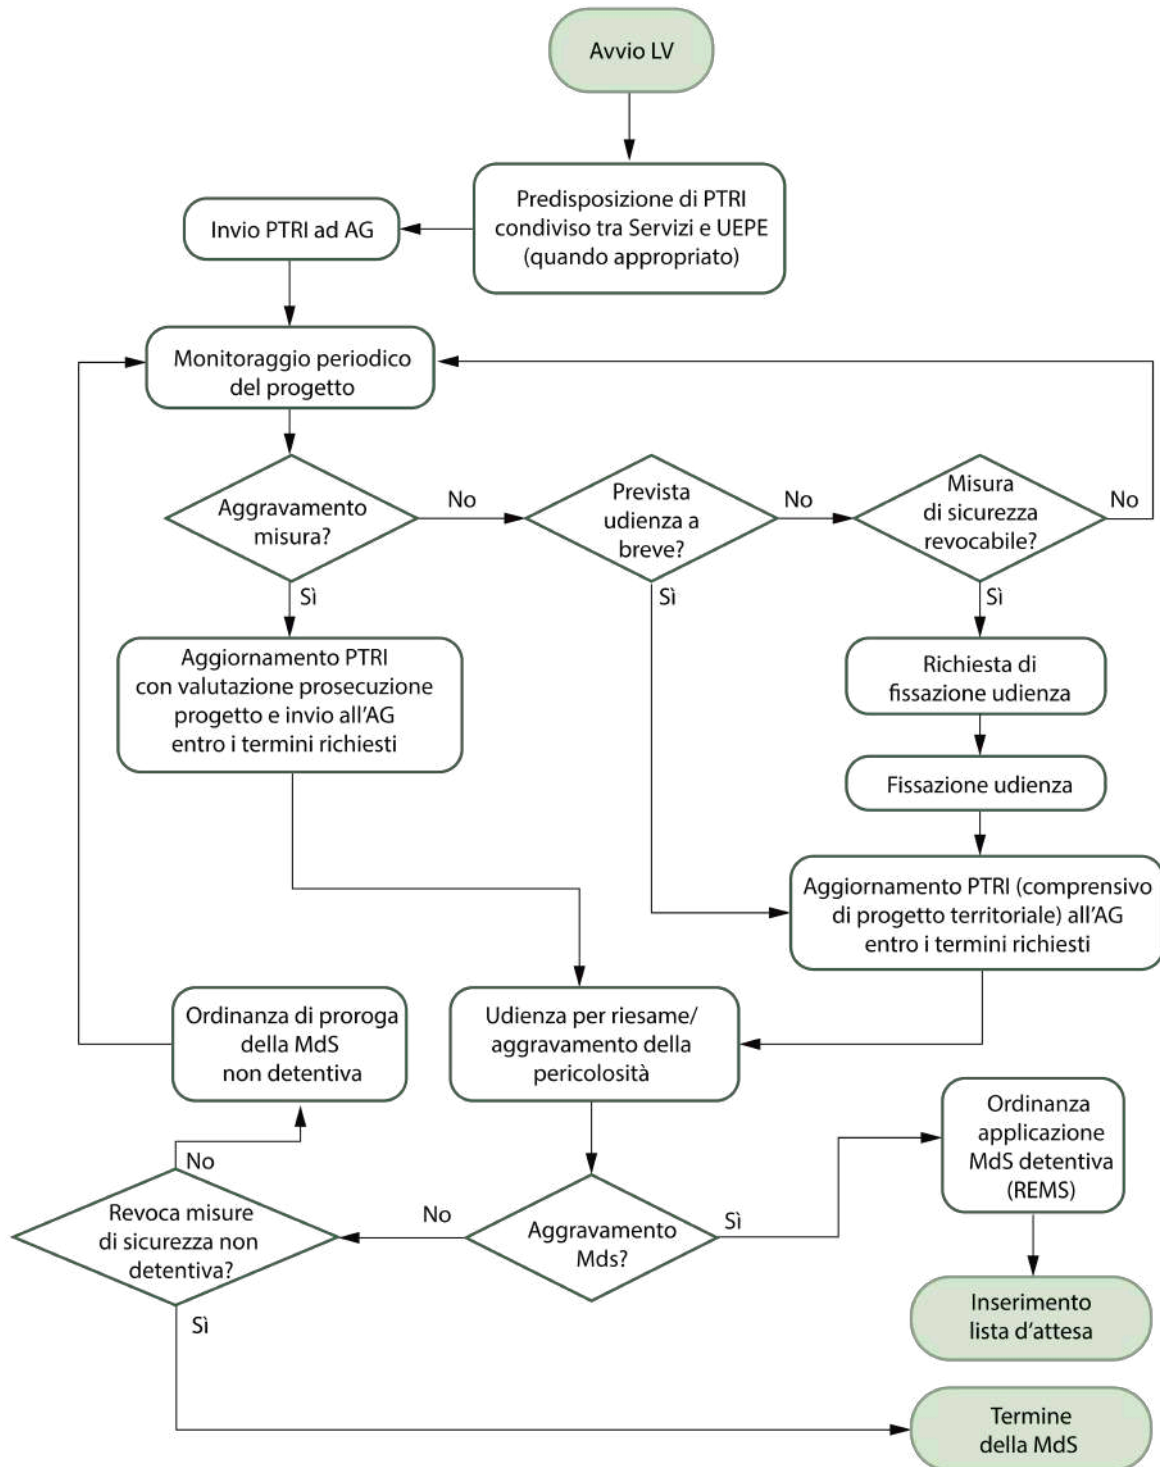 Avvio LV
Predisposizione di PTRI
condiviso tra Servizi e UEPE
(quando appropriato)
Invio PTRI ad AG
Monitoraggio periodico
del progetto
Aggravamento
misura?
No
Prevista
udienza a
breve?
No
Misura
di sicurezza
revocabile?
No
Sì
Sì
Sì
Aggiornamento PTRI
con valutazione prosecuzione
progetto e invio all'AG
entro i termini richiesti
Richiesta di
fissazione udienza
Fissazione udienza
Aggiornamento PTRI (comprensivo
di progetto territoriale) all'AG
entro i termini richiesti
Ordinanza di proroga
della MdS
non detentiva
Udienza per riesame/
aggravamento della
pericolosità
Ordinanza
applicazione
MdS detentiva
(REMS)
No
Revoca misure
di sicurezza non
detentiva?
No
Aggravamento
Mds?
Sì
Sì
Inserimento
lista d'attesa
Termine
della MdS